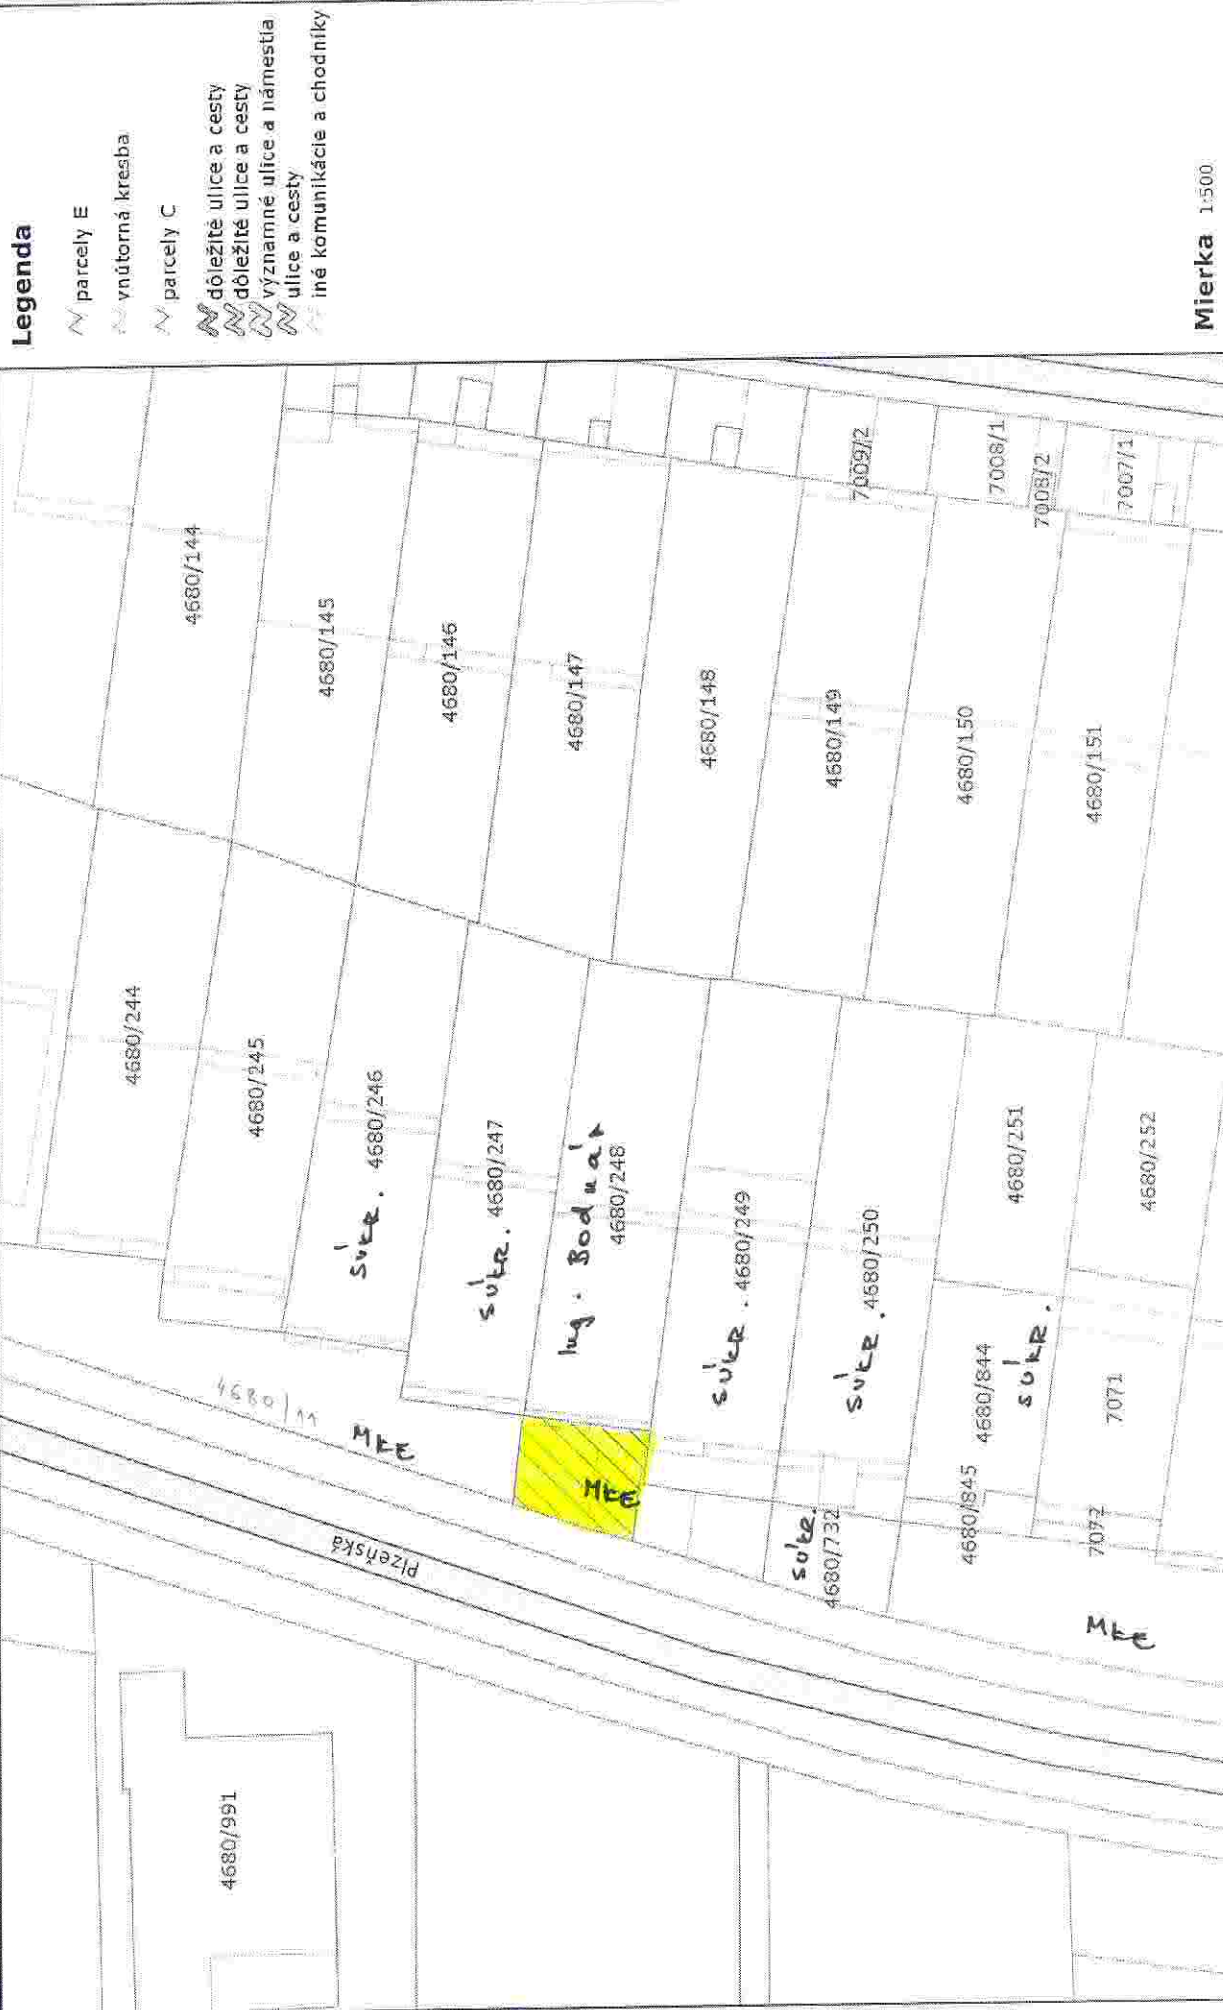 Legenda
parcely E
vnútorná kresba
parcely C
dôležité ulice a cesty
dôležité ulice a cesty
významné ulice a námestia
ulice a cesty
iné komunikácie a chodníky
Mierka 1:500
4680/144
4680/145
4680/146
4680/147
4680/148
4680/149
4680/150
4680/151
7009/2
7008/1
7008/2
7007/1
4680/244
4680/245
SÚKR. 4680/246
SÚKR. 4680/247
Ing. Bodnár
4680/248
SÚKR. 4680/249
SÚKR. 4680/250
4680/251
4680/252
4680/844
SÚKR.
7071
4680/845
7072
SÚKR.
4680/732
4680/11
MKE
MKE
MKE
Plzeňská
4680/991